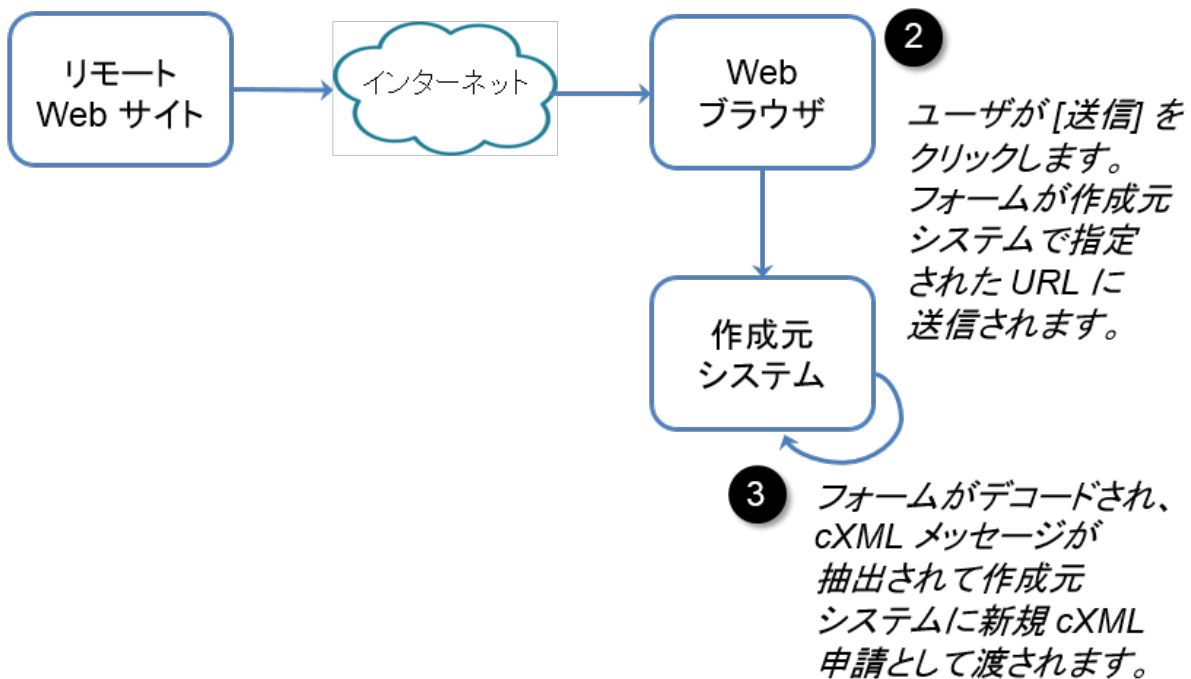 リモート
Web サイト
インターネット
Web
ブラウザ
2
ユーザが [送信] を
クリックします。
フォームが作成元
システムで指定
された URL に
送信されます。
作成元
システム
3
フォームがデコードされ、
cXML メッセージが
抽出されて作成元
システムに新規 cXML
申請として渡されます。